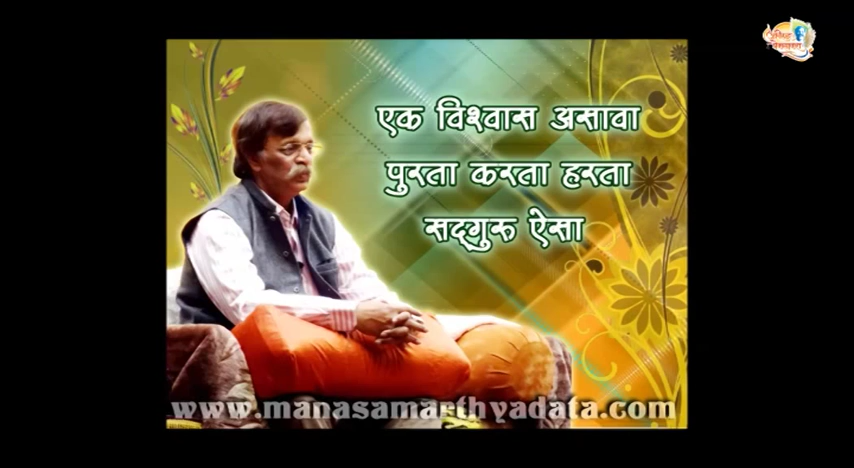 एक विश्वास असावा
पुरता करता हरता
सद्‌गुरु ऐसा
www.manasamarthyadata.com